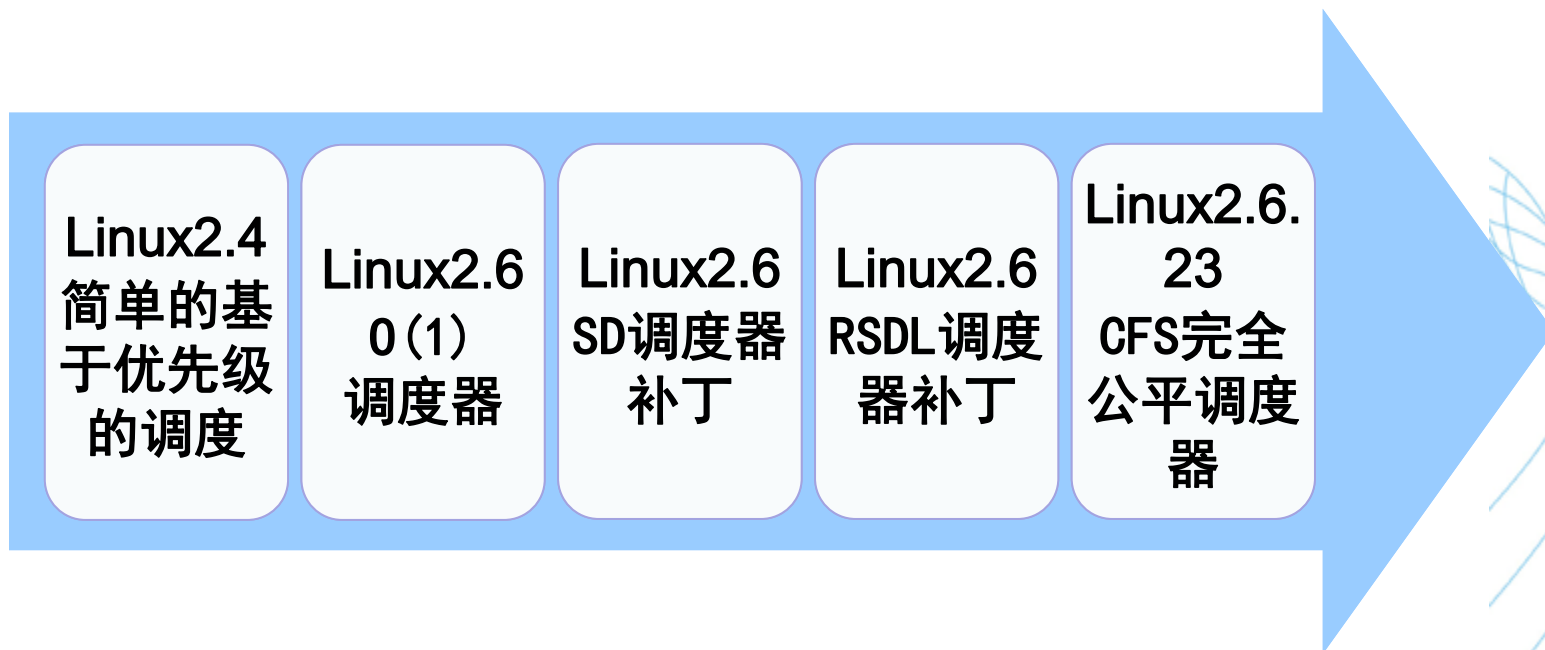 Linux2.4
简单的基
于优先级
的调度
Linux2.6
O(1)
调度器
Linux2.6
SD调度器
补丁
Linux2.6
RSDL调度
器补丁
Linux2.6.
23
CFS完全
公平调度
器